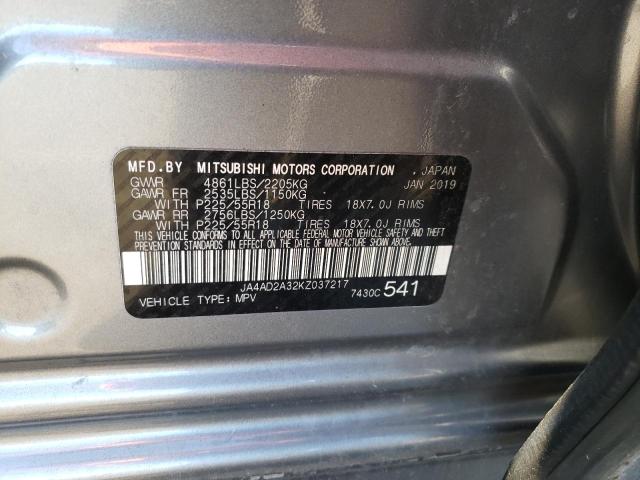 MFD.BY MITSUBISHI MOTORS CORPORATION , JAPAN
GVWR 4861LBS/2205KG JAN 2019
GAWR FR 2535LBS/1150KG
WITH P225/55R18 TIRES 18X7.0J RIMS
GAWR RR 2756LBS/1250KG
WITH P225/55R18 TIRES 18X7.0J RIMS
THIS VEHICLE CONFORMS TO ALL APPLICABLE FEDERAL MOTOR VEHICLE SAFETY AND THEFT PREVENTION
STANDARDS IN EFFECT ON THE DATE OF MANUFACTURE SHOWN ABOVE.
JA4AD2A32KZ037217
VEHICLE TYPE: MPV 7430C 541